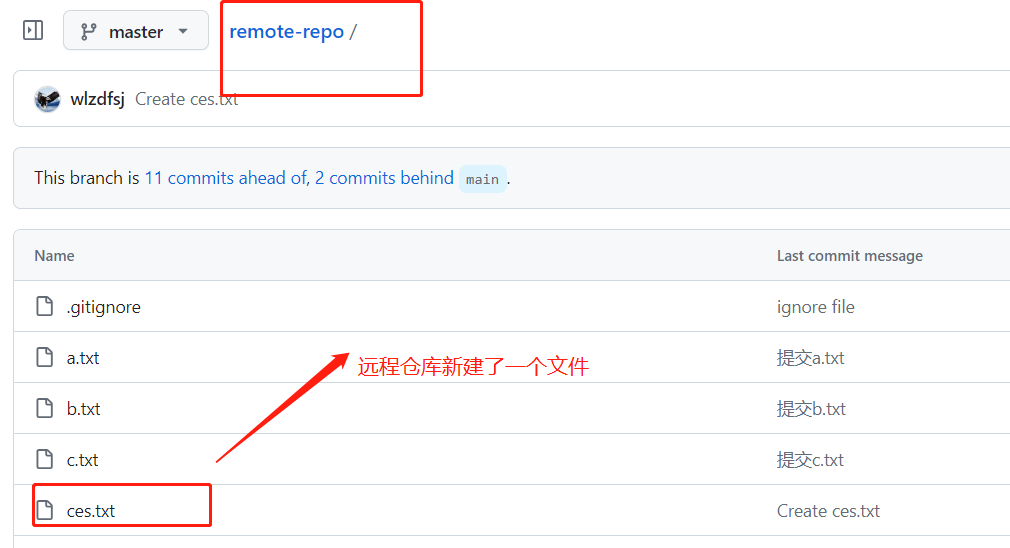 master remote-repo /
wlzdfsj Create ces.txt
This branch is 11 commits ahead of, 2 commits behind main .
Name Last commit message
.gitignore ignore file
a.txt 提交a.txt
远程仓库新建了一个文件
b.txt 提交b.txt
c.txt 提交c.txt
ces.txt Create ces.txt